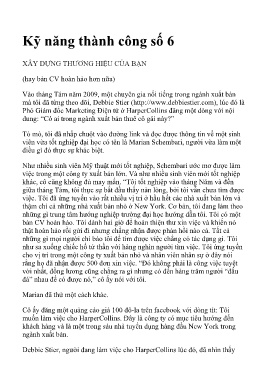 Kỹ năng thành công số 6
XÂY DỰNG THƯƠNG HIỆU CỦA BẠN
(hay bản CV hoàn hảo hơn nữa)
Vào tháng Tám năm 2009, một chuyên gia nổi tiếng trong ngành xuất bản
mà tôi đã từng theo dõi, Debbie Stier (http://www.debbiestier.com), lúc đó là
Phó Giám đốc Marketing Điện tử ở HarperCollins đăng một dòng với nội
dung: “Có ai trong ngành xuất bản thuê cô gái này?”
Tò mò, tôi đã nhấp chuột vào đường link và đọc được thông tin về một sinh
viên vừa tốt nghiệp đại học có tên là Marian Schembari, người vừa làm một
điều gì đó thực sự khác biệt.
Như nhiều sinh viên Mỹ thuật mới tốt nghiệp, Schembari ước mơ được làm
việc trong một công ty xuất bản lớn. Và như nhiều sinh viên mới tốt nghiệp
khác, cô cũng không đi may mắn. “Tôi tốt nghiệp vào tháng Năm và đến
giữa tháng Tám, tôi thực sự bắt đầu thấy nản lòng, bởi tôi vẫn chưa tìm được
việc. Tôi đã ứng tuyển vào rất nhiều vị trí ở hầu hết các nhà xuất bản lớn và
thậm chí cả những nhà xuất bản nhỏ ở New York. Cơ bản, tôi đang làm theo
những gì trung tâm hướng nghiệp trường đại học hướng dẫn tôi. Tôi có một
bản CV hoàn hảo. Tôi dành hai giờ để hoàn thiện thư xin việc và khiến nó
thật hoàn hảo rồi gửi đi nhưng chẳng nhận được phản hồi nào cả. Tất cả
những gì mọi người chỉ bảo tôi để tìm được việc chẳng có tác dụng gì. Tôi
như sa xuống chiếc hố tử thần với hàng nghìn người tìm việc. Tôi ứng tuyển
cho vị trí trong một công ty xuất bản nhỏ và nhân viên nhân sự ở đây nói
rằng họ đã nhận được 500 đơn xin việc. “Đó không phải là công việc tuyệt
vời nhất, đồng lương cũng chẳng ra gì nhưng có đến hàng trăm người “đấu
đá” nhau để có được nó,” cô ấy nói với tôi.
Marian đã thử một cách khác.
Cô ấy đăng một quảng cáo giá 100 đô-la trên facebook với dòng tít: Tôi
muốn làm việc cho HarperCollins. Đây là công ty có mục tiêu hướng đến
khách hàng và là một trong sáu nhà tuyển dụng hàng đầu New York trong
ngành xuất bản.
Debbie Stier, người đang làm việc cho HarperCollins lúc đó, đã nhìn thấy